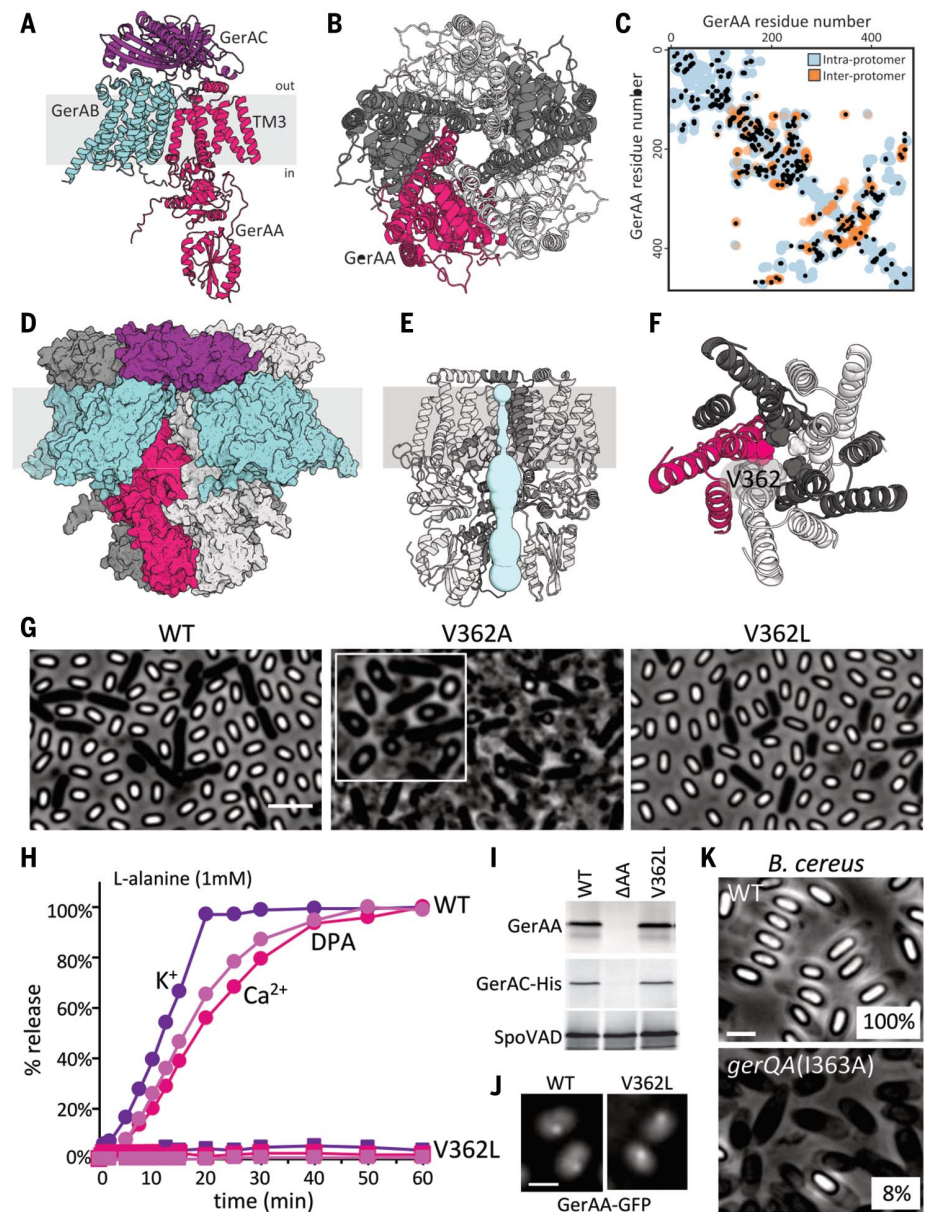 A
GerAC
out
GerAB
TM3
in
GerAA
B
GerAA
C
GerAA residue number
0
200
400
Intra-protomer
Inter-protomer
0
200
400
GerAA residue number
D
E
F
V362
G
WT
V362A
V362L
H
L-alanine (1mM)
100%
80%
60%
40%
20%
0%
% release
WT
DPA
K+
Ca2+
V362L
0
10
20
30
40
50
60
time (min)
I
WT
ΔAA
V362L
GerAA
GerAC-His
SpoVAD
J
WT
V362L
GerAA-GFP
K
B. cereus
WT
100%
gerQA(I363A)
8%